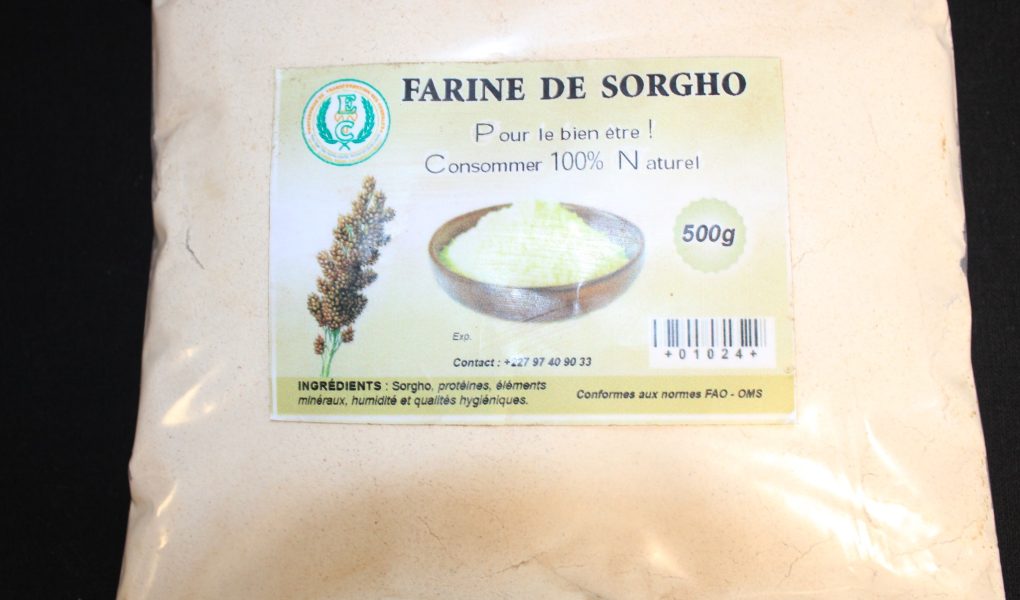 FARINE DE SORGHO
Pour le bien être !
Consommer 100% Naturel
E
C
500g
Exp.
+01024+
Contact : +227 97 40 90 33
INGRÉDIENTS : Sorgho, protéines, éléments
minéraux, humidité et qualités hygiéniques.
Conformes aux normes FAO - OMS